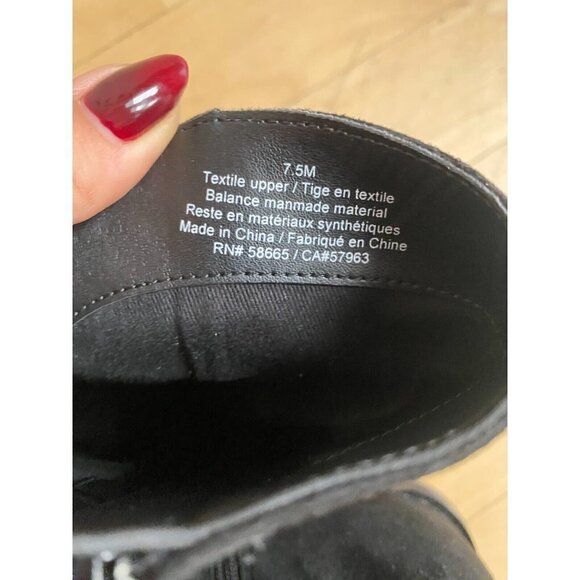 7.5M
Textile upper / Tige en textile
Balance manmade material
Reste en matériaux synthétiques
Made in China / Fabriqué en Chine
RN# 58665 / CA#57963